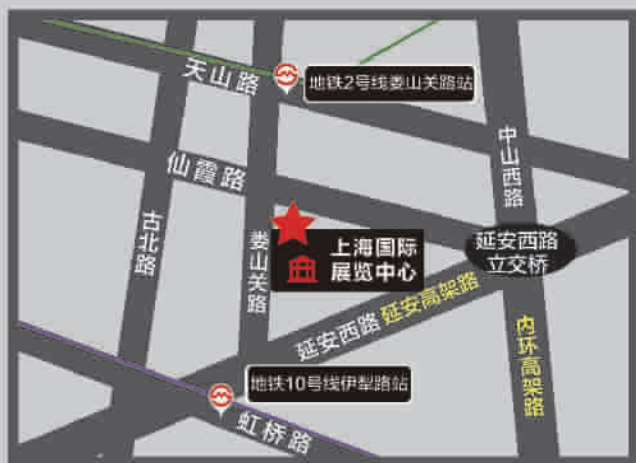 天山路
地铁2号线娄山关路站
仙霞路
中山西路
古北路
娄山关路
上海国际
展览中心
延安西路
立交桥
延安西路
延安高架路
内环高架路
地铁10号线伊犁路站
虹桥路